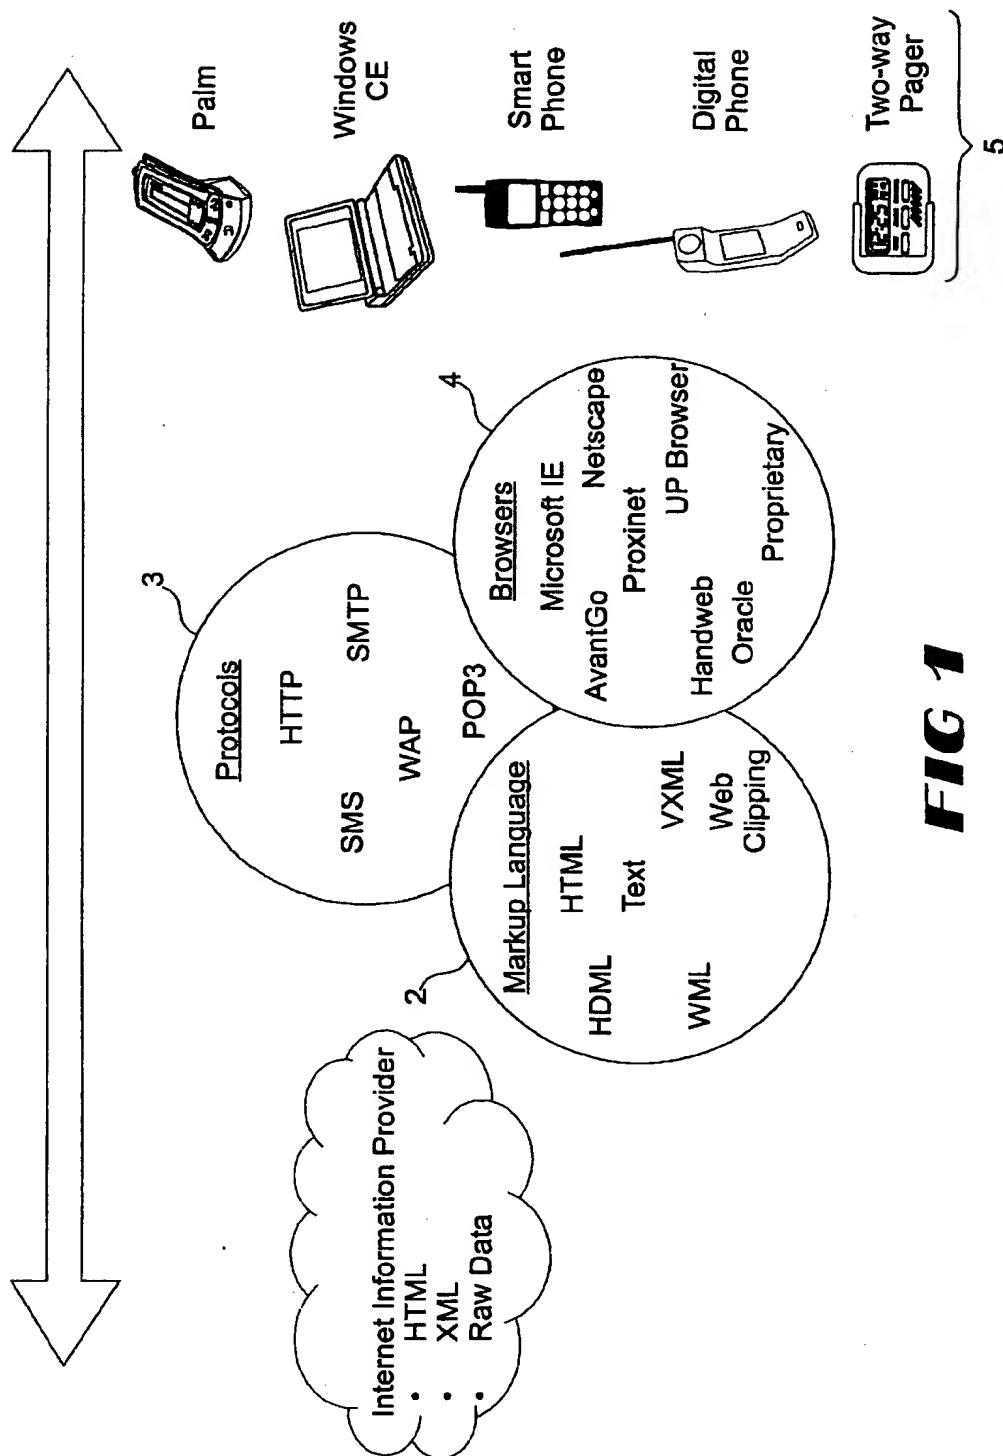 Internet Information Provider
• HTML
• XML
• Raw Data
2
Markup Language
HDML
HTML
Text
WML
VXML
Web
Clipping
3
Protocols
HTTP
SMS
SMTP
WAP
POP3
4
Browsers
Microsoft IE
AvantGo
Netscape
Proxinet
UP Browser
Handweb
Oracle
Proprietary
Palm
Windows
CE
Smart
Phone
Digital
Phone
Two-way
Pager
5
FIG 1